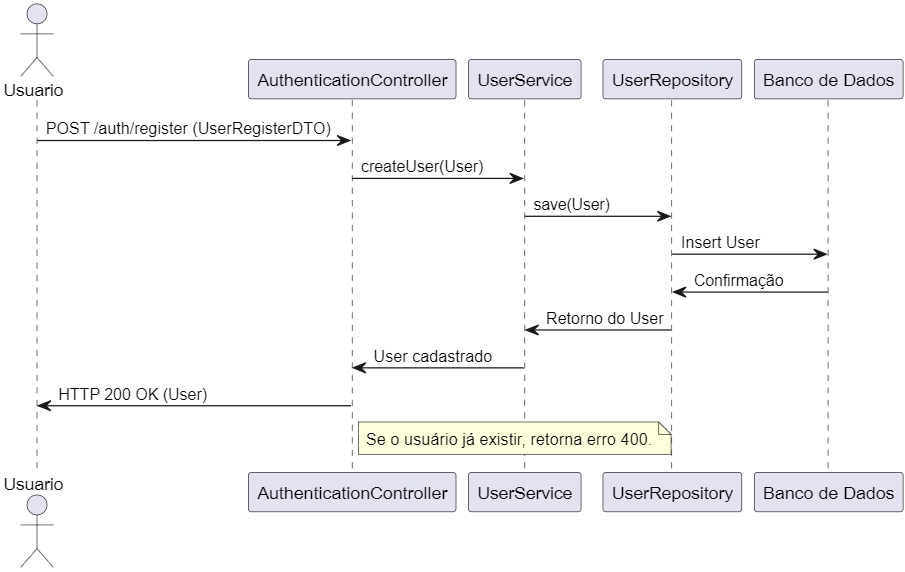 Usuario
AuthenticationController
UserService
UserRepository
Banco de Dados
POST /auth/register (UserRegisterDTO)
createUser(User)
save(User)
Insert User
Confirmação
Retorno do User
User cadastrado
HTTP 200 OK (User)
Se o usuário já existir, retorna erro 400.
Usuario
AuthenticationController
UserService
UserRepository
Banco de Dados